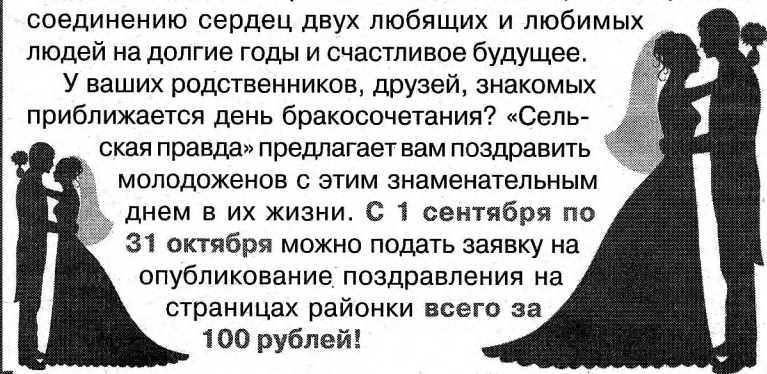 соединению сердец двух любящих и любимых
людей на долгие годы и счастливое будущее.
У ваших родственников, друзей, знакомых
приближается день бракосочетания? «Сель-
ская правда» предлагает вам поздравить
молодоженов с этим знаменательным
днем в их жизни. С 1 сентября по
31 октября можно подать заявку на
опубликование поздравления на
страницах районки всего за
100 рублей!